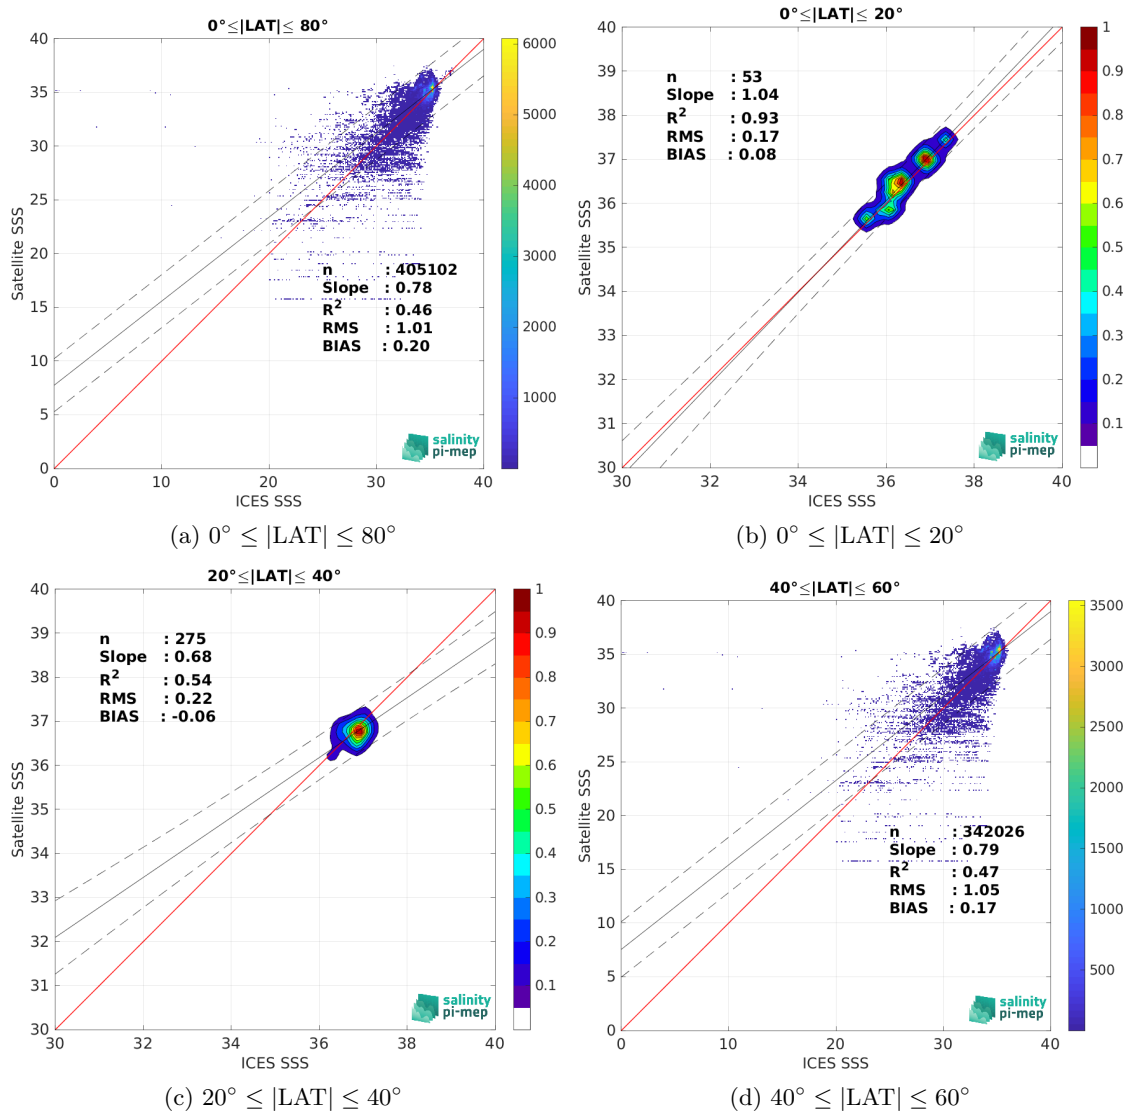 0°≤|LAT|≤ 80°
40
35
30
25
20
15
10
5
0
0
10
20
30
40
Satellite SSS
ICES SSS
n : 405102
Slope : 0.78
R² : 0.46
RMS : 1.01
BIAS : 0.20
salinity
pi-mep
6000
5000
4000
3000
2000
1000
(a) 0° ≤ |LAT| ≤ 80°
0°≤|LAT|≤ 20°
40
39
38
37
36
35
34
33
32
31
30
30
32
34
36
38
40
Satellite SSS
ICES SSS
n : 53
Slope : 1.04
R² : 0.93
RMS : 0.17
BIAS : 0.08
salinity
pi-mep
1
0.9
0.8
0.7
0.6
0.5
0.4
0.3
0.2
0.1
(b) 0° ≤ |LAT| ≤ 20°
20°≤|LAT|≤ 40°
40
39
38
37
36
35
34
33
32
31
30
30
32
34
36
38
40
Satellite SSS
ICES SSS
n : 275
Slope : 0.68
R² : 0.54
RMS : 0.22
BIAS : -0.06
salinity
pi-mep
1
0.9
0.8
0.7
0.6
0.5
0.4
0.3
0.2
0.1
(c) 20° ≤ |LAT| ≤ 40°
40°≤|LAT|≤ 60°
40
35
30
25
20
15
10
5
0
0
10
20
30
40
Satellite SSS
ICES SSS
n : 342026
Slope : 0.79
R² : 0.47
RMS : 1.05
BIAS : 0.17
salinity
pi-mep
3500
3000
2500
2000
1500
1000
500
(d) 40° ≤ |LAT| ≤ 60°